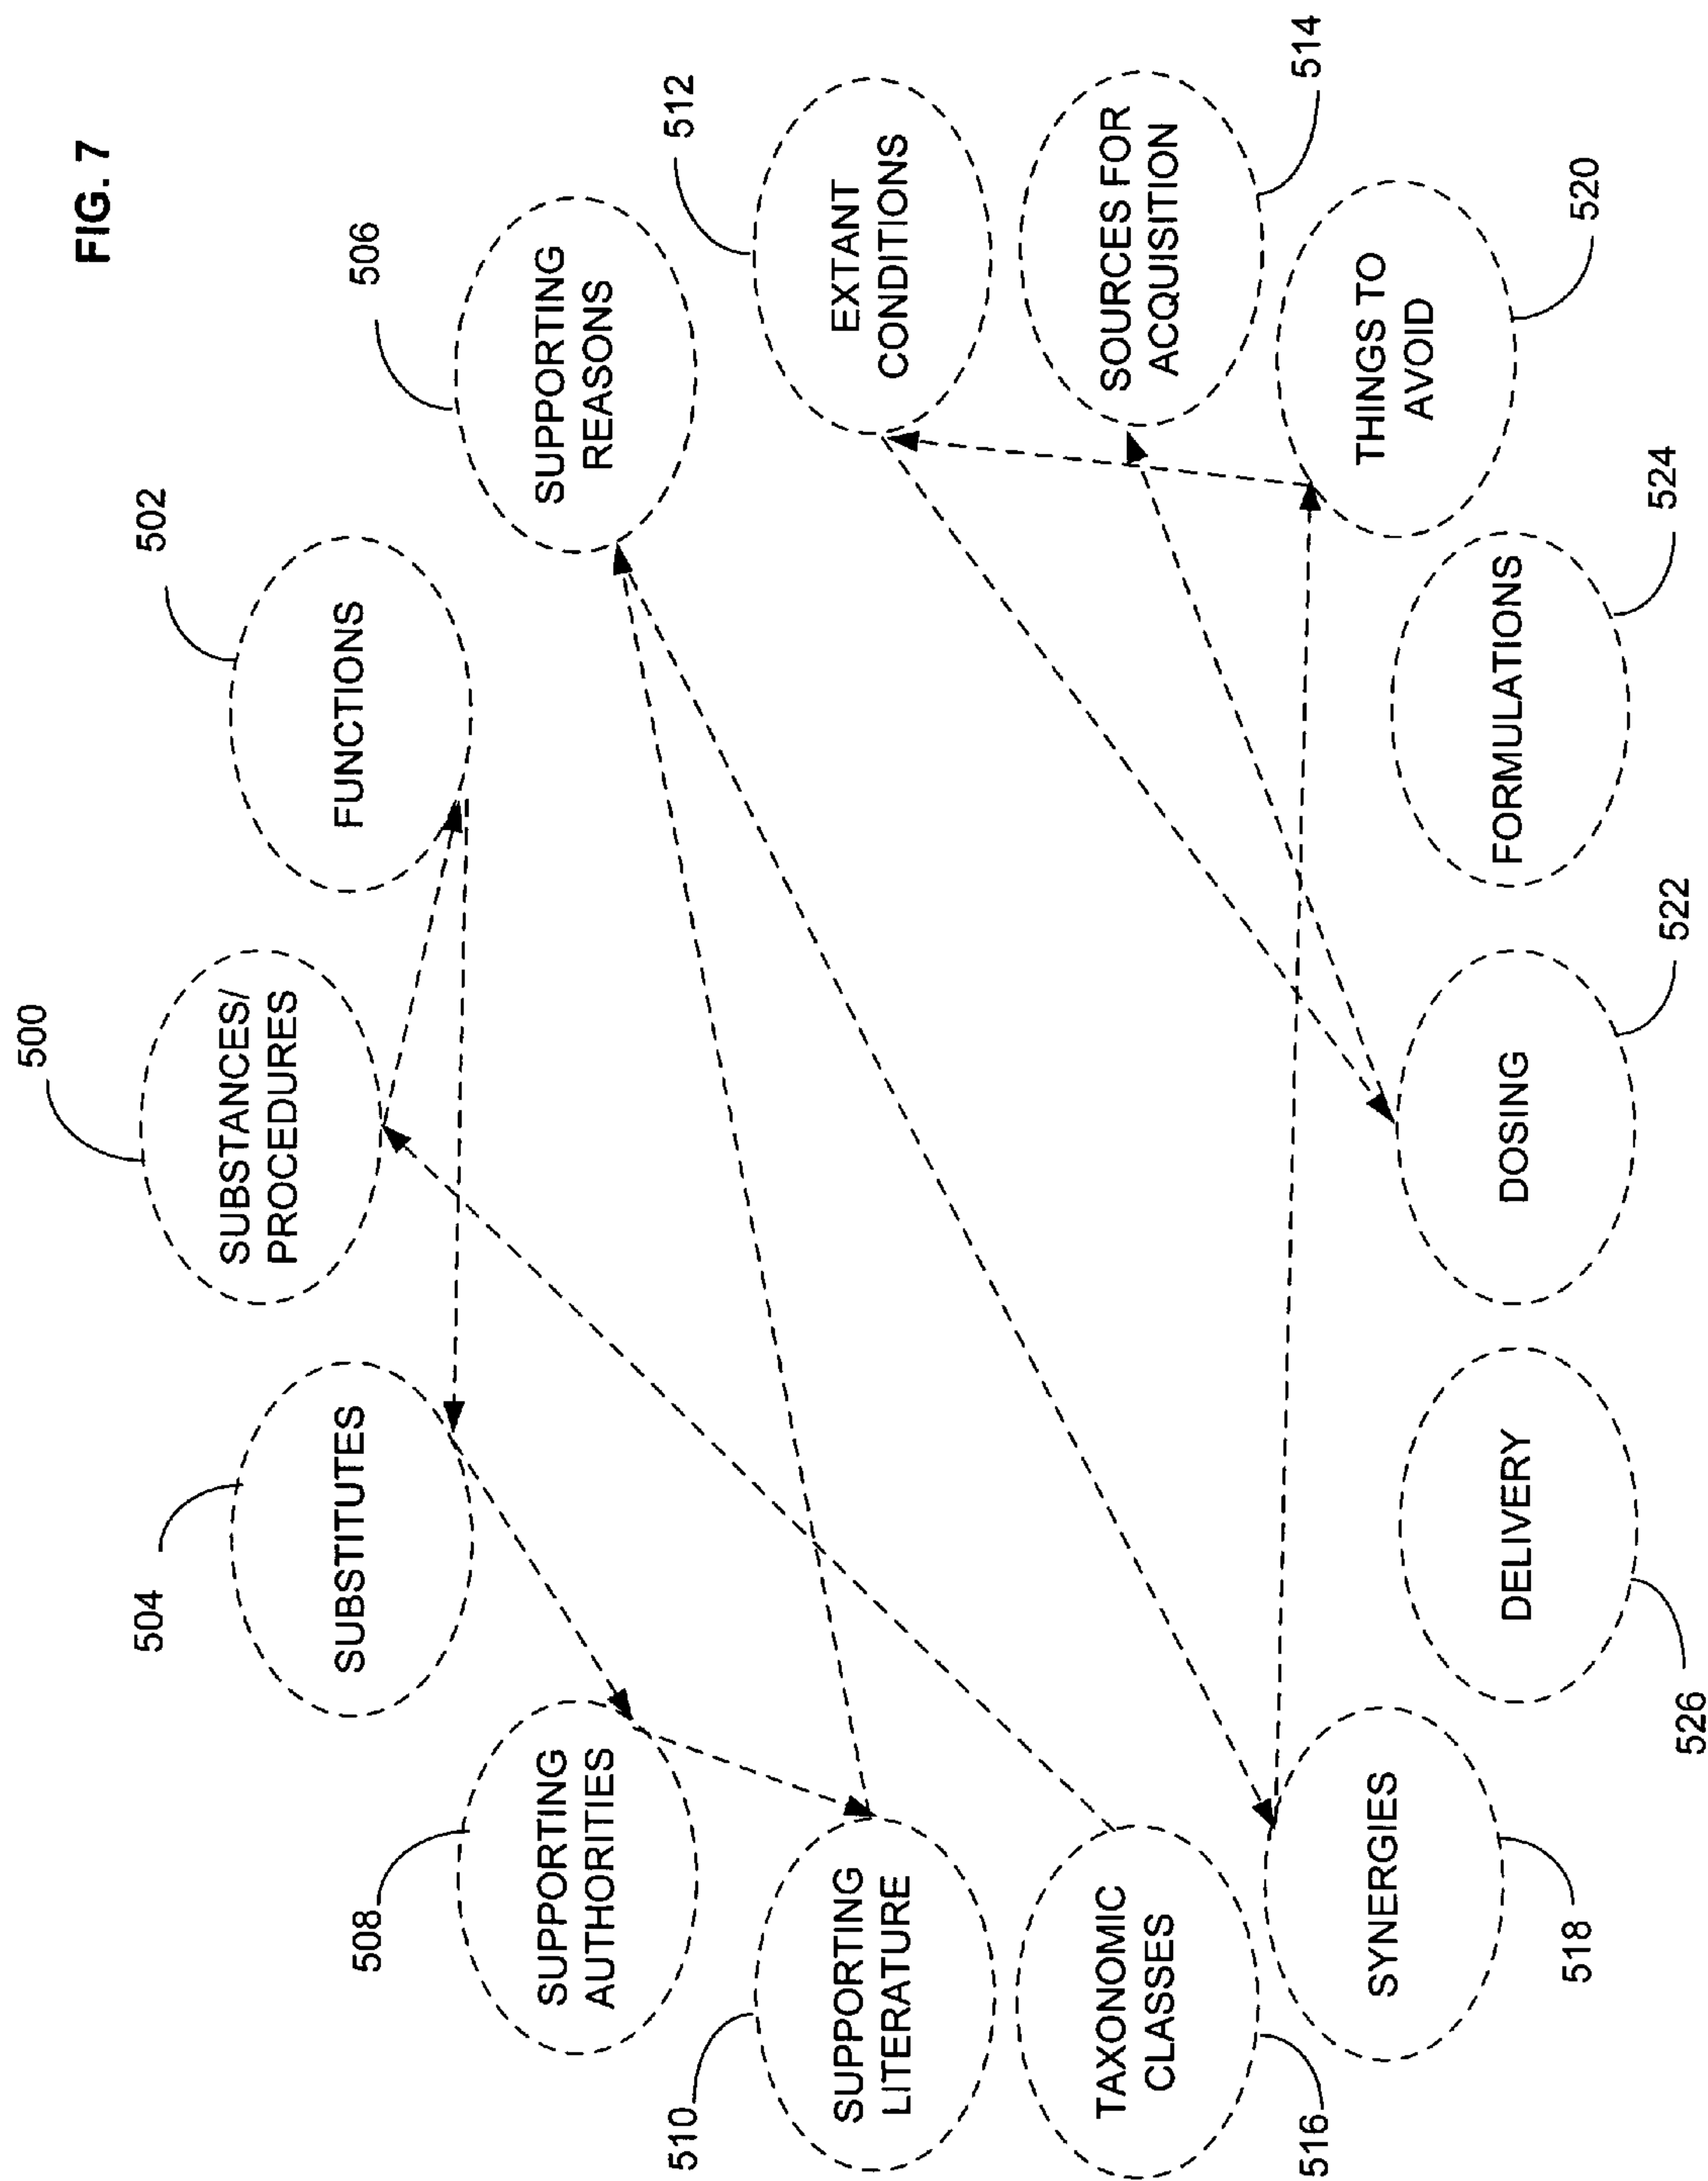 FIG. 7
500
SUBSTANCES/
PROCEDURES
504
SUBSTITUTES
502
FUNCTIONS
508
SUPPORTING
AUTHORITIES
506
SUPPORTING
REASONS
510
SUPPORTING
LITERATURE
512
EXTANT
CONDITIONS
TAXONOMIC
CLASSES
516
SOURCES FOR
ACQUISITION
514
SYNERGIES
518
THINGS TO
AVOID
520
DELIVERY
526
DOSING
522
FORMULATIONS
524